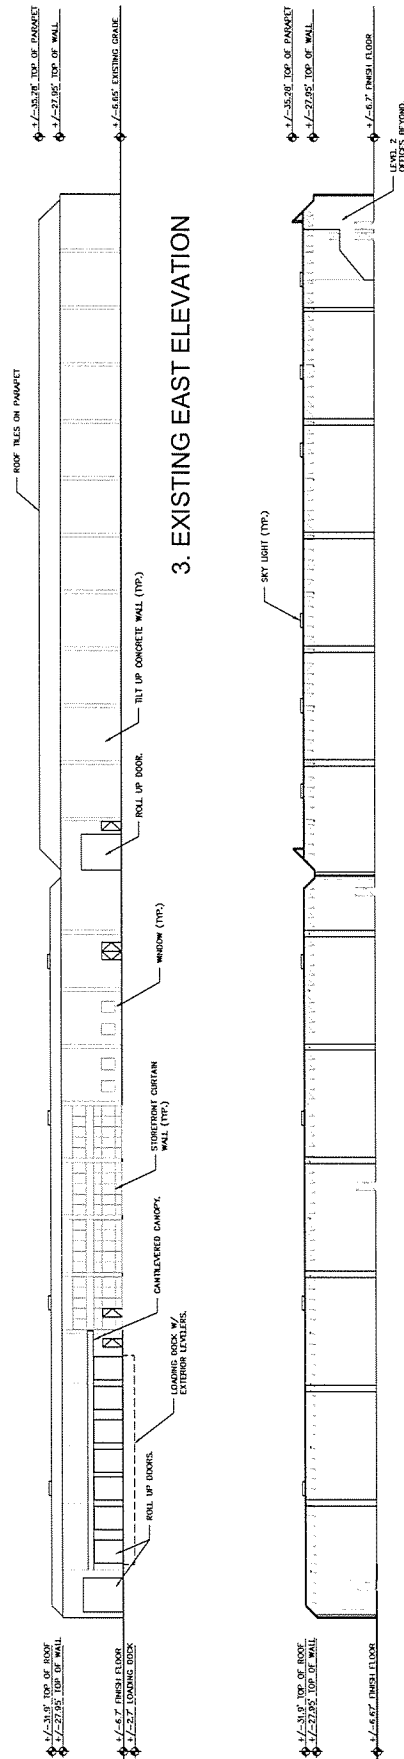 +/-35.28' TOP OF PARAPET
+/-27.95' TOP OF WALL
+/-6.65' EXISTING GRADE
ROOF TILES ON PARAPET
TILT UP CONCRETE WALL (TYP.)
ROLL UP DOOR.
WINDOW (TYP.)
STOREFRONT CURTAIN
WALL (TYP.)
CANTILEVERED CANOPY.
LOADING DOCK W/
EXTERIOR LEVELERS.
ROLL UP DOORS.
+/-31.9' TOP OF ROOF
+/-27.95' TOP OF WALL
+/-6.7' FINISH FLOOR
+/-2.7' LOADING DOCK
3. EXISTING EAST ELEVATION
+/-35.28' TOP OF PARAPET
+/-27.95' TOP OF WALL
+/-6.7' FINISH FLOOR
LEVEL 2
OFFICES BEYOND
SKY LIGHT (TYP.)
+/-31.9' TOP OF ROOF
+/-27.95' TOP OF WALL
+/-6.67' FINISH FLOOR